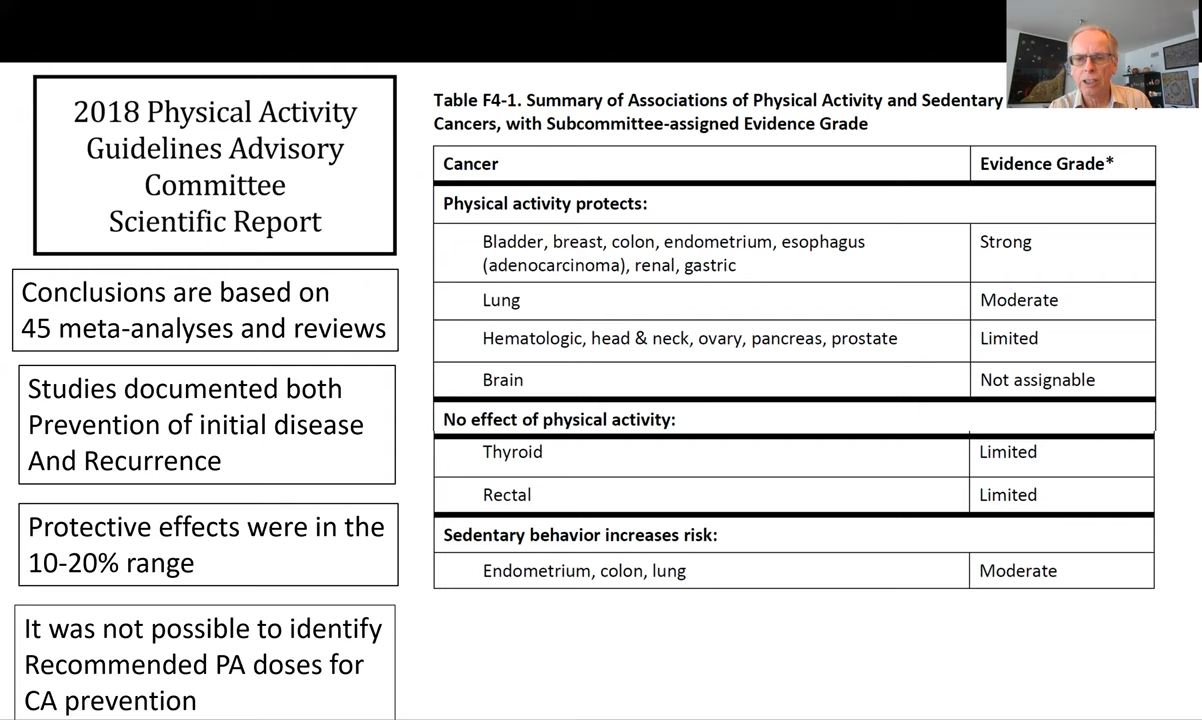 2018 Physical Activity
Guidelines Advisory
Committee
Scientific Report
Conclusions are based on
45 meta-analyses and reviews
Studies documented both
Prevention of initial disease
And Recurrence
Protective effects were in the
10-20% range
It was not possible to identify
Recommended PA doses for
CA prevention
Table F4-1. Summary of Associations of Physical Activity and Sedentary
Cancers, with Subcommittee-assigned Evidence Grade
Cancer Evidence Grade*
Physical activity protects:
Bladder, breast, colon, endometrium, esophagus Strong
(adenocarcinoma), renal, gastric
Lung Moderate
Hematologic, head & neck, ovary, pancreas, prostate Limited
Brain Not assignable
No effect of physical activity:
Thyroid Limited
Rectal Limited
Sedentary behavior increases risk:
Endometrium, colon, lung Moderate